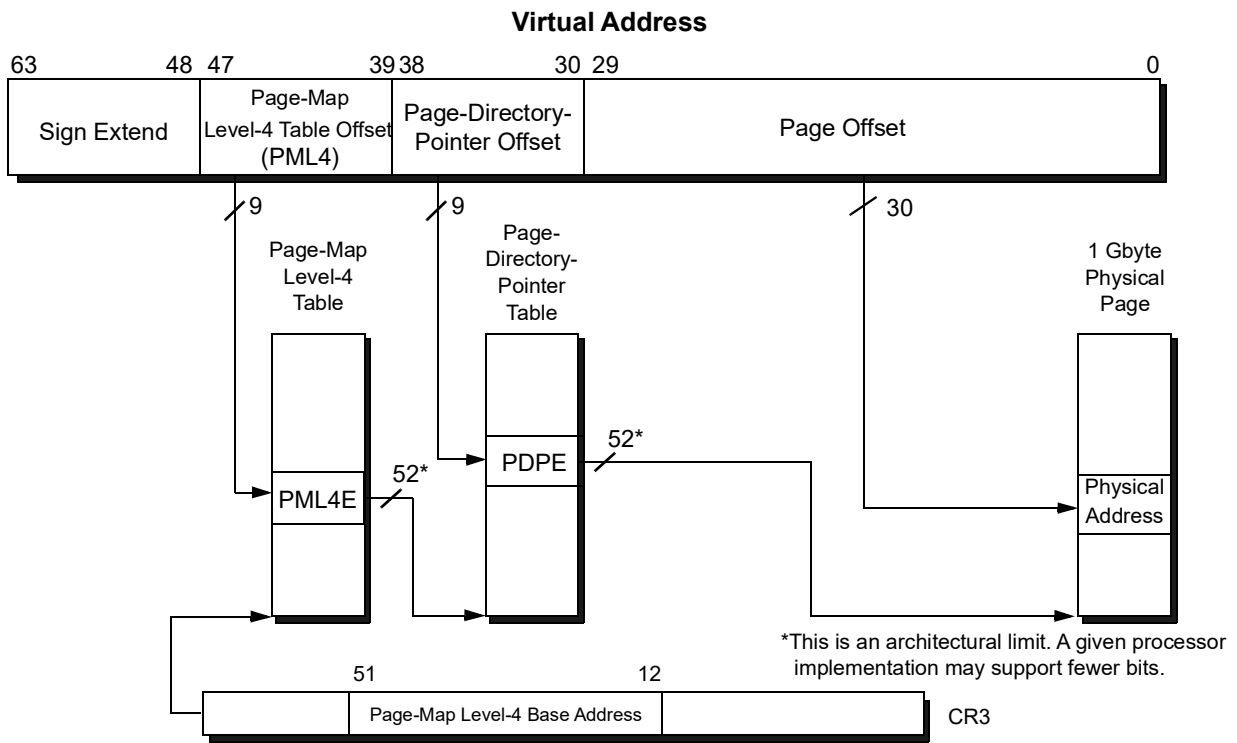 Virtual Address
63 48 47 39 38 30 29 0
Sign Extend
Page-Map
Level-4 Table Offset
(PML4)
Page-Directory-
Pointer Offset
Page Offset
9
9
30
Page-Map
Level-4
Table
Page-
Directory-
Pointer
Table
1 Gbyte
Physical
Page
PML4E
52*
PDPE
52*
Physical
Address
*This is an architectural limit. A given processor
implementation may support fewer bits.
51 12
Page-Map Level-4 Base Address
CR3